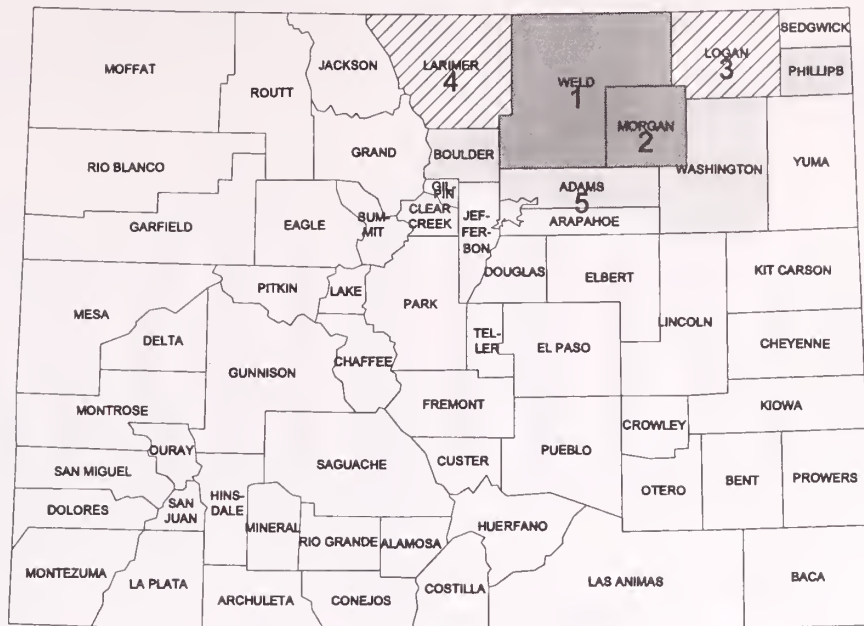 MOFFAT
ROUTT
JACKSON
LARIMER
4
WELD
1
LOGAN
3
SEDGWICK
PHILLIPB
MORGAN
2
RIO BLANCO
GRAND
BOULDER
WASHINGTON
YUMA
GIL-
PIN
ADAMS
5
GARFIELD
EAGLE
SUM-
MIT
CLEAR
CREEK
JEF-
FER-
BON
ARAPAHOE
DOUGLAS
ELBERT
KIT CARSON
PITKIN
LAKE
PARK
MESA
DELTA
LINCOLN
TEL-
LER
EL PASO
CHEYENNE
GUNNISON
CHAFFEE
MONTROSE
FREMONT
CROWLEY
KIOWA
OURAY
SAN MIGUEL
SAGUACHE
CUSTER
PUEBLO
OTERO
BENT
PROWERS
DOLORES
SAN
JUAN
HINS-
DALE
MINERAL
RIO GRANDE
ALAMOSA
HUERFANO
MONTEZUMA
LA PLATA
ARCHULETA
CONEJOS
COSTILLA
LAS ANIMAS
BACA